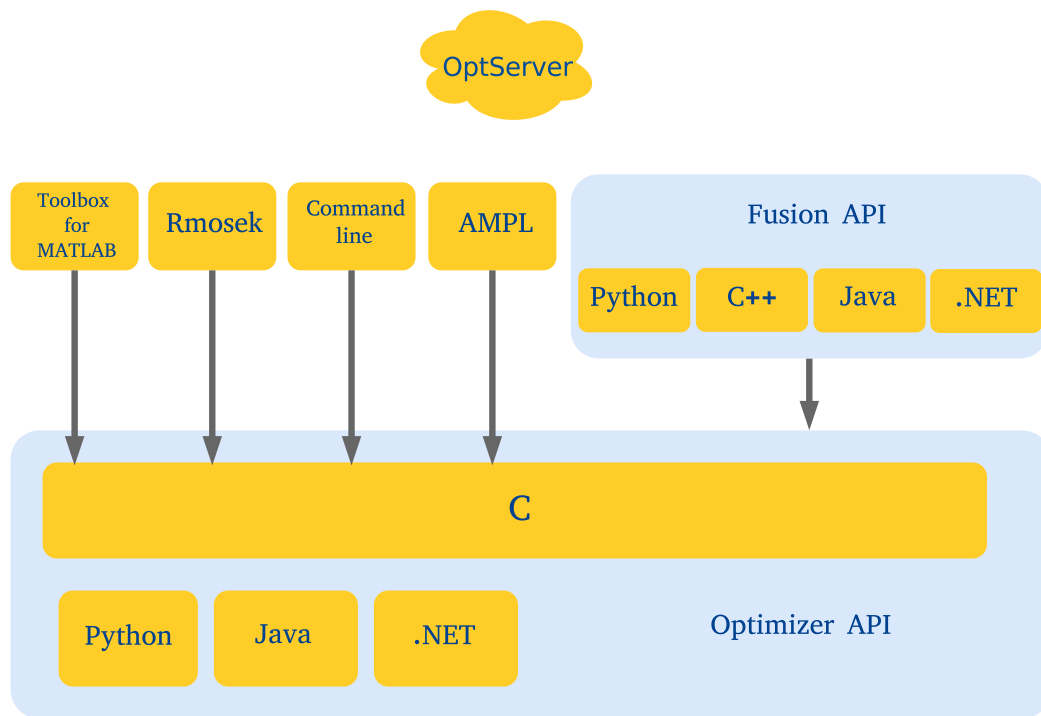 OptServer
Toolbox
for
MATLAB
Rmosek
Command
line
AMPL
Fusion API
Python
C++
Java
.NET
C
Python
Java
.NET
Optimizer API